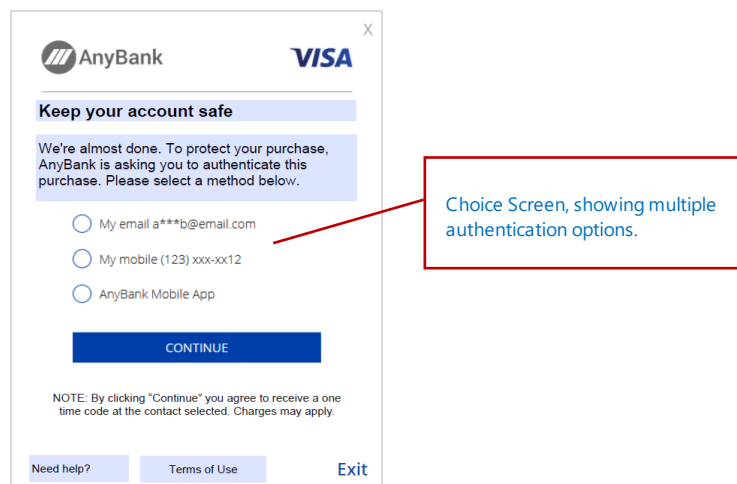 X
AnyBank
VISA
Keep your account safe
We're almost done. To protect your purchase,
AnyBank is asking you to authenticate this
purchase. Please select a method below.
My email a***b@email.com
My mobile (123) xxx-xx12
AnyBank Mobile App
CONTINUE
NOTE: By clicking “Continue” you agree to receive a one
time code at the contact selected. Charges may apply.
Need help?
Terms of Use
Exit
Choice Screen, showing multiple
authentication options.